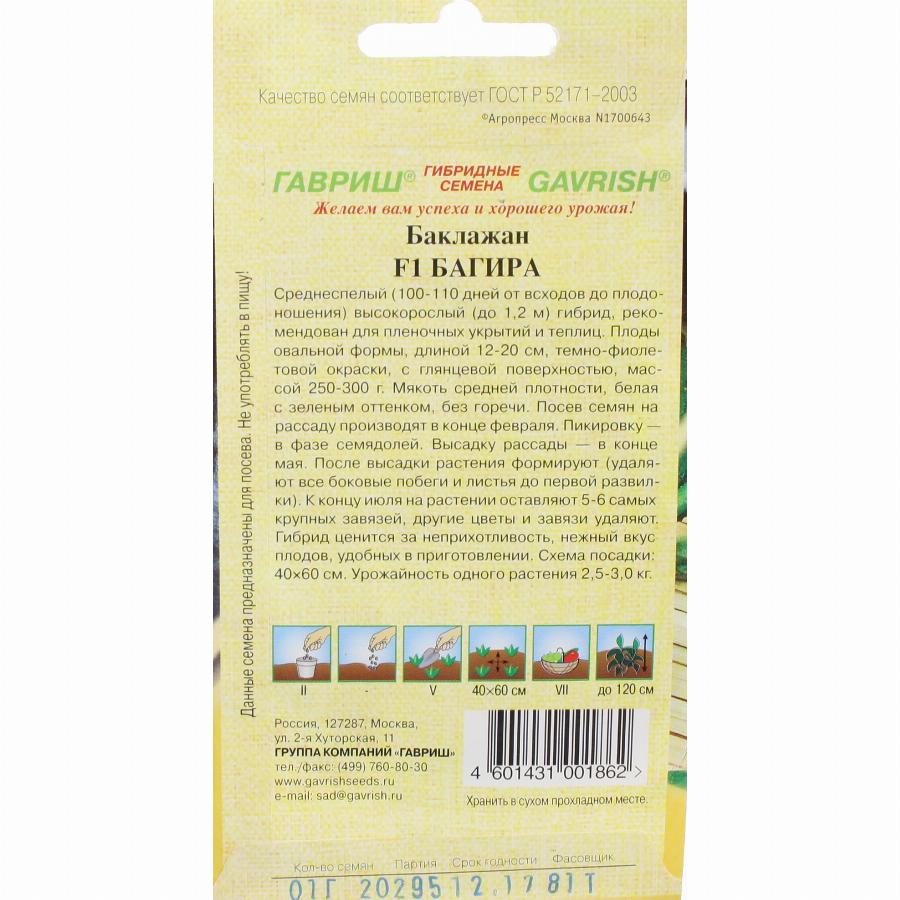 Качество семян соответствует ГОСТ Р 52171–2003
©Агропресс Москва N1700643
ГАВРИШ® ГИБРИДНЫЕ СЕМЕНА GAVRISH®
Желаем вам успеха и хорошего урожая!
Баклажан
F1 БАГИРА
Среднеспелый (100-110 дней от всходов до плодо-
ношения) высокорослый (до 1,2 м) гибрид, реко-
мендован для пленочных укрытий и теплиц. Плоды
овальной формы, длиной 12-20 см, темно-фиоле-
товой окраски, с глянцевой поверхностью, мас-
сой 250-300 г. Мякоть средней плотности, белая
с зеленым оттенком, без горечи. Посев семян на
рассаду производят в конце февраля. Пикировку —
в фазе семядолей. Высадку рассады — в конце
мая. После высадки растения формируют (удаля-
ют все боковые побеги и листья до первой развил-
ки). К концу июля на растении оставляют 5-6 самых
крупных завязей, другие цветы и завязи удаляют.
Гибрид ценится за неприхотливость, нежный вкус
плодов, удобных в приготовлении. Схема посадки:
40×60 см. Урожайность одного растения 2,5-3,0 кг.
Данные семена предназначены для посева. Не употреблять в пищу!
II - V 40×60 см VII до 120 см
Россия, 127287, Москва,
ул. 2-я Хуторская, 11
ГРУППА КОМПАНИЙ «ГАВРИШ»
тел./факс: (499) 760-80-30
www.gavrishseeds.ru
e-mail: sad@gavrish.ru
4 601431 001862 >
Хранить в сухом прохладном месте.
Кол-во семян Партия Срок годности Фасовщик
01Г 20295 12.17 81Т